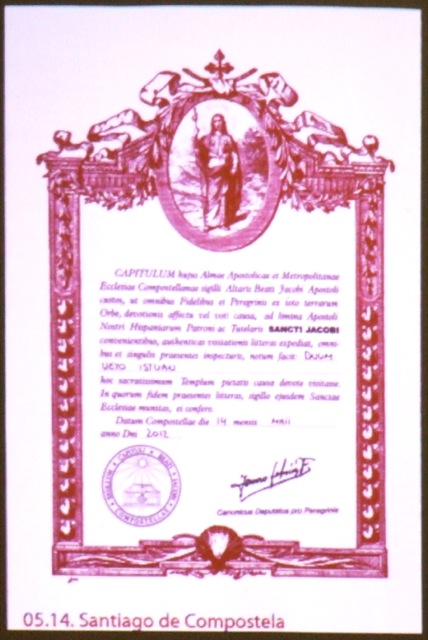 CAPITULUM hujus Almae Apostolicae et Metropolitanae
Ecclesiae Compostellanae sigilli Altaris Beati Jacobi Apostoli
custos, ut omnibus Fidelibus et Peregrinis ex toto terrarum
Orbe, devotionis affectu vel voti causa, ad limina Apostoli
Nostri Hispaniarum Patroni ac Tutelaris SANCTI JACOBI
convenientibus, authenticas visitationis litteras expediat, omni-
bus et singulis praesentes inspecturis, notum facit:
hoc sacratissimum Templum pietatis causa devote visitasse.
In quorum fidem praesentes litteras, sigillo ejusdem Sanctae
Ecclesiae munitas, ei confero.
Datum Compostellae die 14 mensis MAII
anno Dni 2012
Canonicus Deputatus pro Peregrinis
05.14. Santiago de Compostela